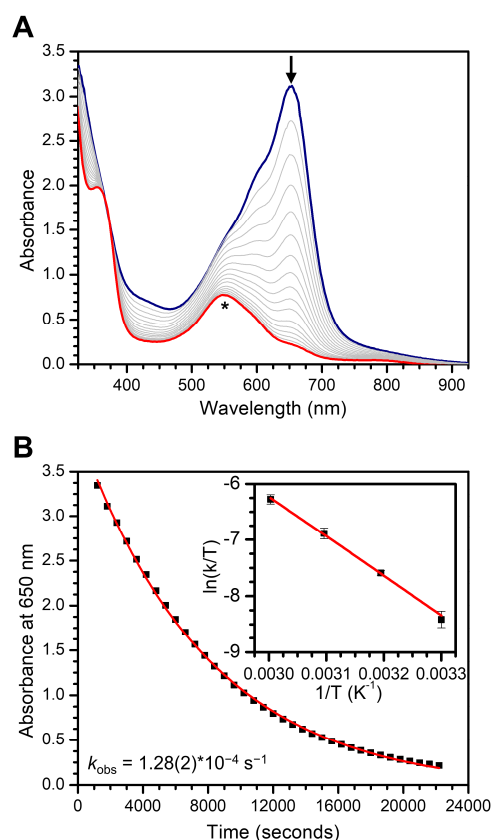 A
3.5
3.0
2.5
2.0
1.5
1.0
0.5
0.0
Absorbance
*
400 500 600 700 800 900
Wavelength (nm)
B
3.5
3.0
2.5
2.0
1.5
1.0
0.5
0.0
Absorbance at 650 nm
-6
-7
-8
-9
ln(k/T)
0.0030 0.0031 0.0032 0.0033
1/T (K⁻¹)
k_obs = 1.28(2)*10⁻⁴ s⁻¹
0 4000 8000 12000 16000 20000 24000
Time (seconds)